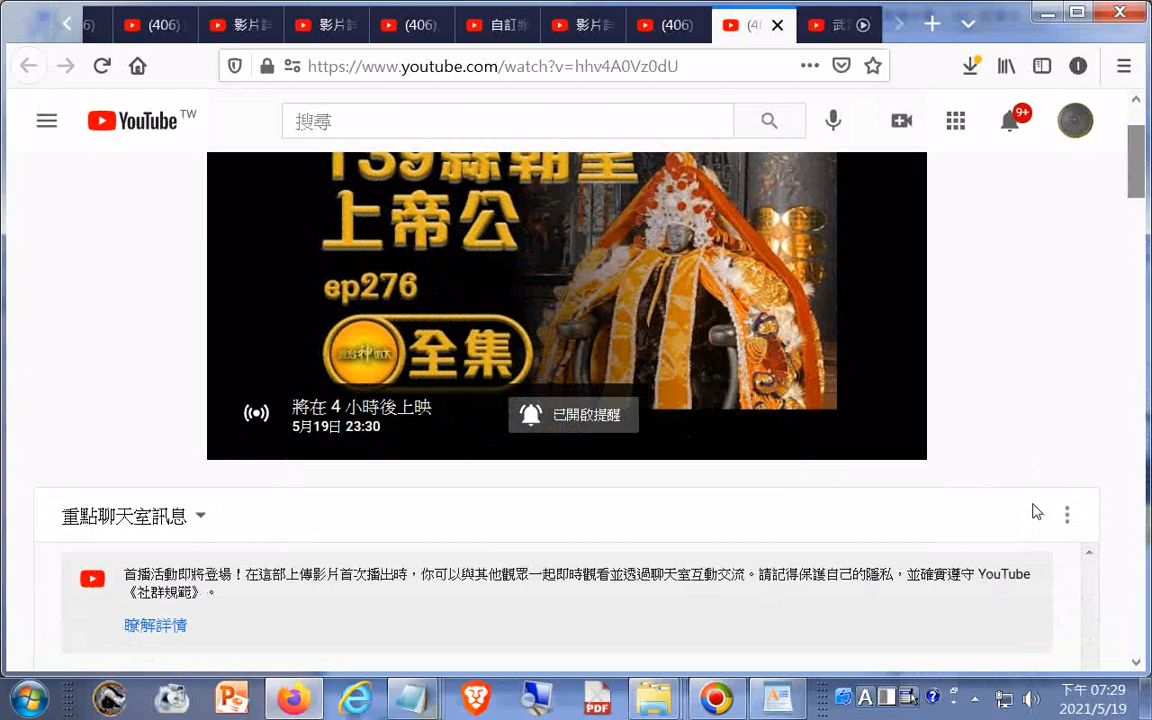 (406)
影片
影片
(406)
自訂
影片
(406)
https://www.youtube.com/watch?v=hhv4A0Vz0dU
YouTube TW
搜尋
9+
上帝公
ep276
全集
將在 4 小時後上映
5月19日 23:30
已開啟提醒
重點聊天室訊息
首播活動即將登場！在這部上傳影片首次播出時，你可以與其他觀眾一起即時觀看並透過聊天室互動交流。請記得保護自己的隱私，並確實遵守 YouTube
《社群規範》。
瞭解詳情
PDF
A
下午 07:29
2021/5/19